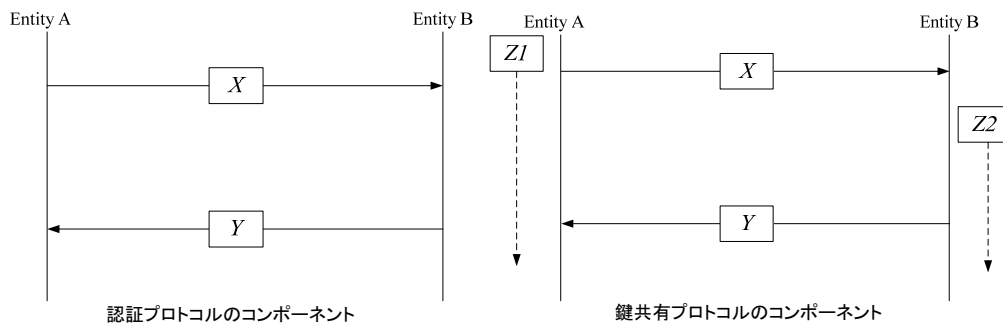 Entity A
Entity B
X
Y
認証プロトコルのコンポーネント
Entity A
Entity B
Z1
X
Z2
Y
鍵共有プロトコルのコンポーネント